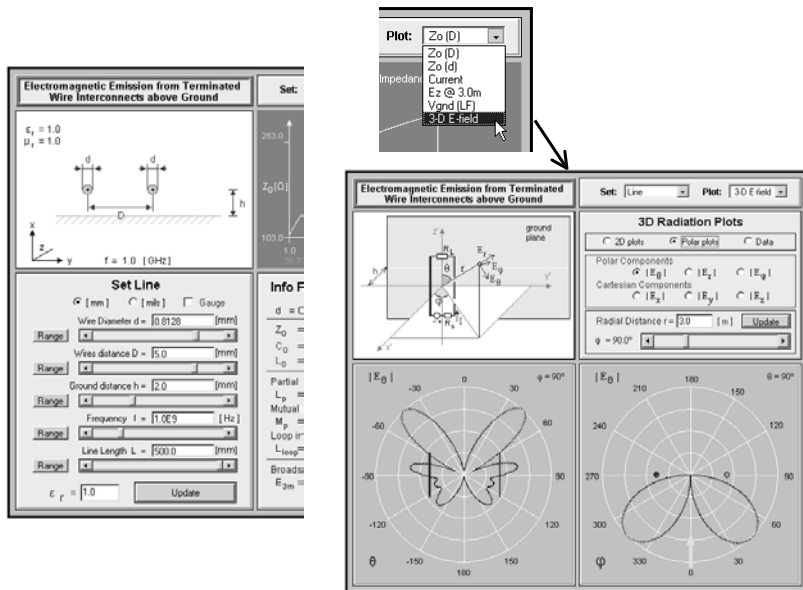 Plot: Zo (D)
Zo (D)
Zo (d)
Current
Ez @ 3.0m
Vgnd (LF)
3-D E-field
Impedanc
Electromagnetic Emission from Terminated
Wire Interconnects above Ground
Set:
εr = 1.0
μr = 1.0
d d
D
h
x
z
y
f = 1.0 [GHz]
263.0
Z0[Ω]
103.0
1.0
Set Line
[mm] [mils] Gauge
Wire Diameter d = 0.8128 [mm]
Range
Wires distance D = 5.0 [mm]
Range
Ground distance h = 2.0 [mm]
Range
Frequency f = 1.0E9 [Hz]
Range
Line Length L = 500.0 [mm]
Range
εr = 1.0 Update
Info F
d =
Z0 =
C0 =
L0 =
Partial
Lp =
Mutual
Mp =
Loop in
Lloop=
Broadsi
E3m =
Electromagnetic Emission from Terminated
Wire Interconnects above Ground
Set: Line Plot: 3-D E-field
ground
plane
z'
RL
Er
Eφ
Eθ
θ
r
h
y'
φ
Rs
x'
3D Radiation Plots
2D plots Polar plots Data
Polar Components
|Eθ| |Er| |Eφ|
Cartesian Components
|Ex| |Ey| |Ez|
Radial Distance r= 3.0 [m] Update
φ = 90.0°
|Eθ| φ = 90°
0
-30 30
-60 60
-90 90
-120 120
-150 150
180
θ
|Eθ| θ = 90°
180
210 150
240 120
270 90
300 60
330 30
0
φ